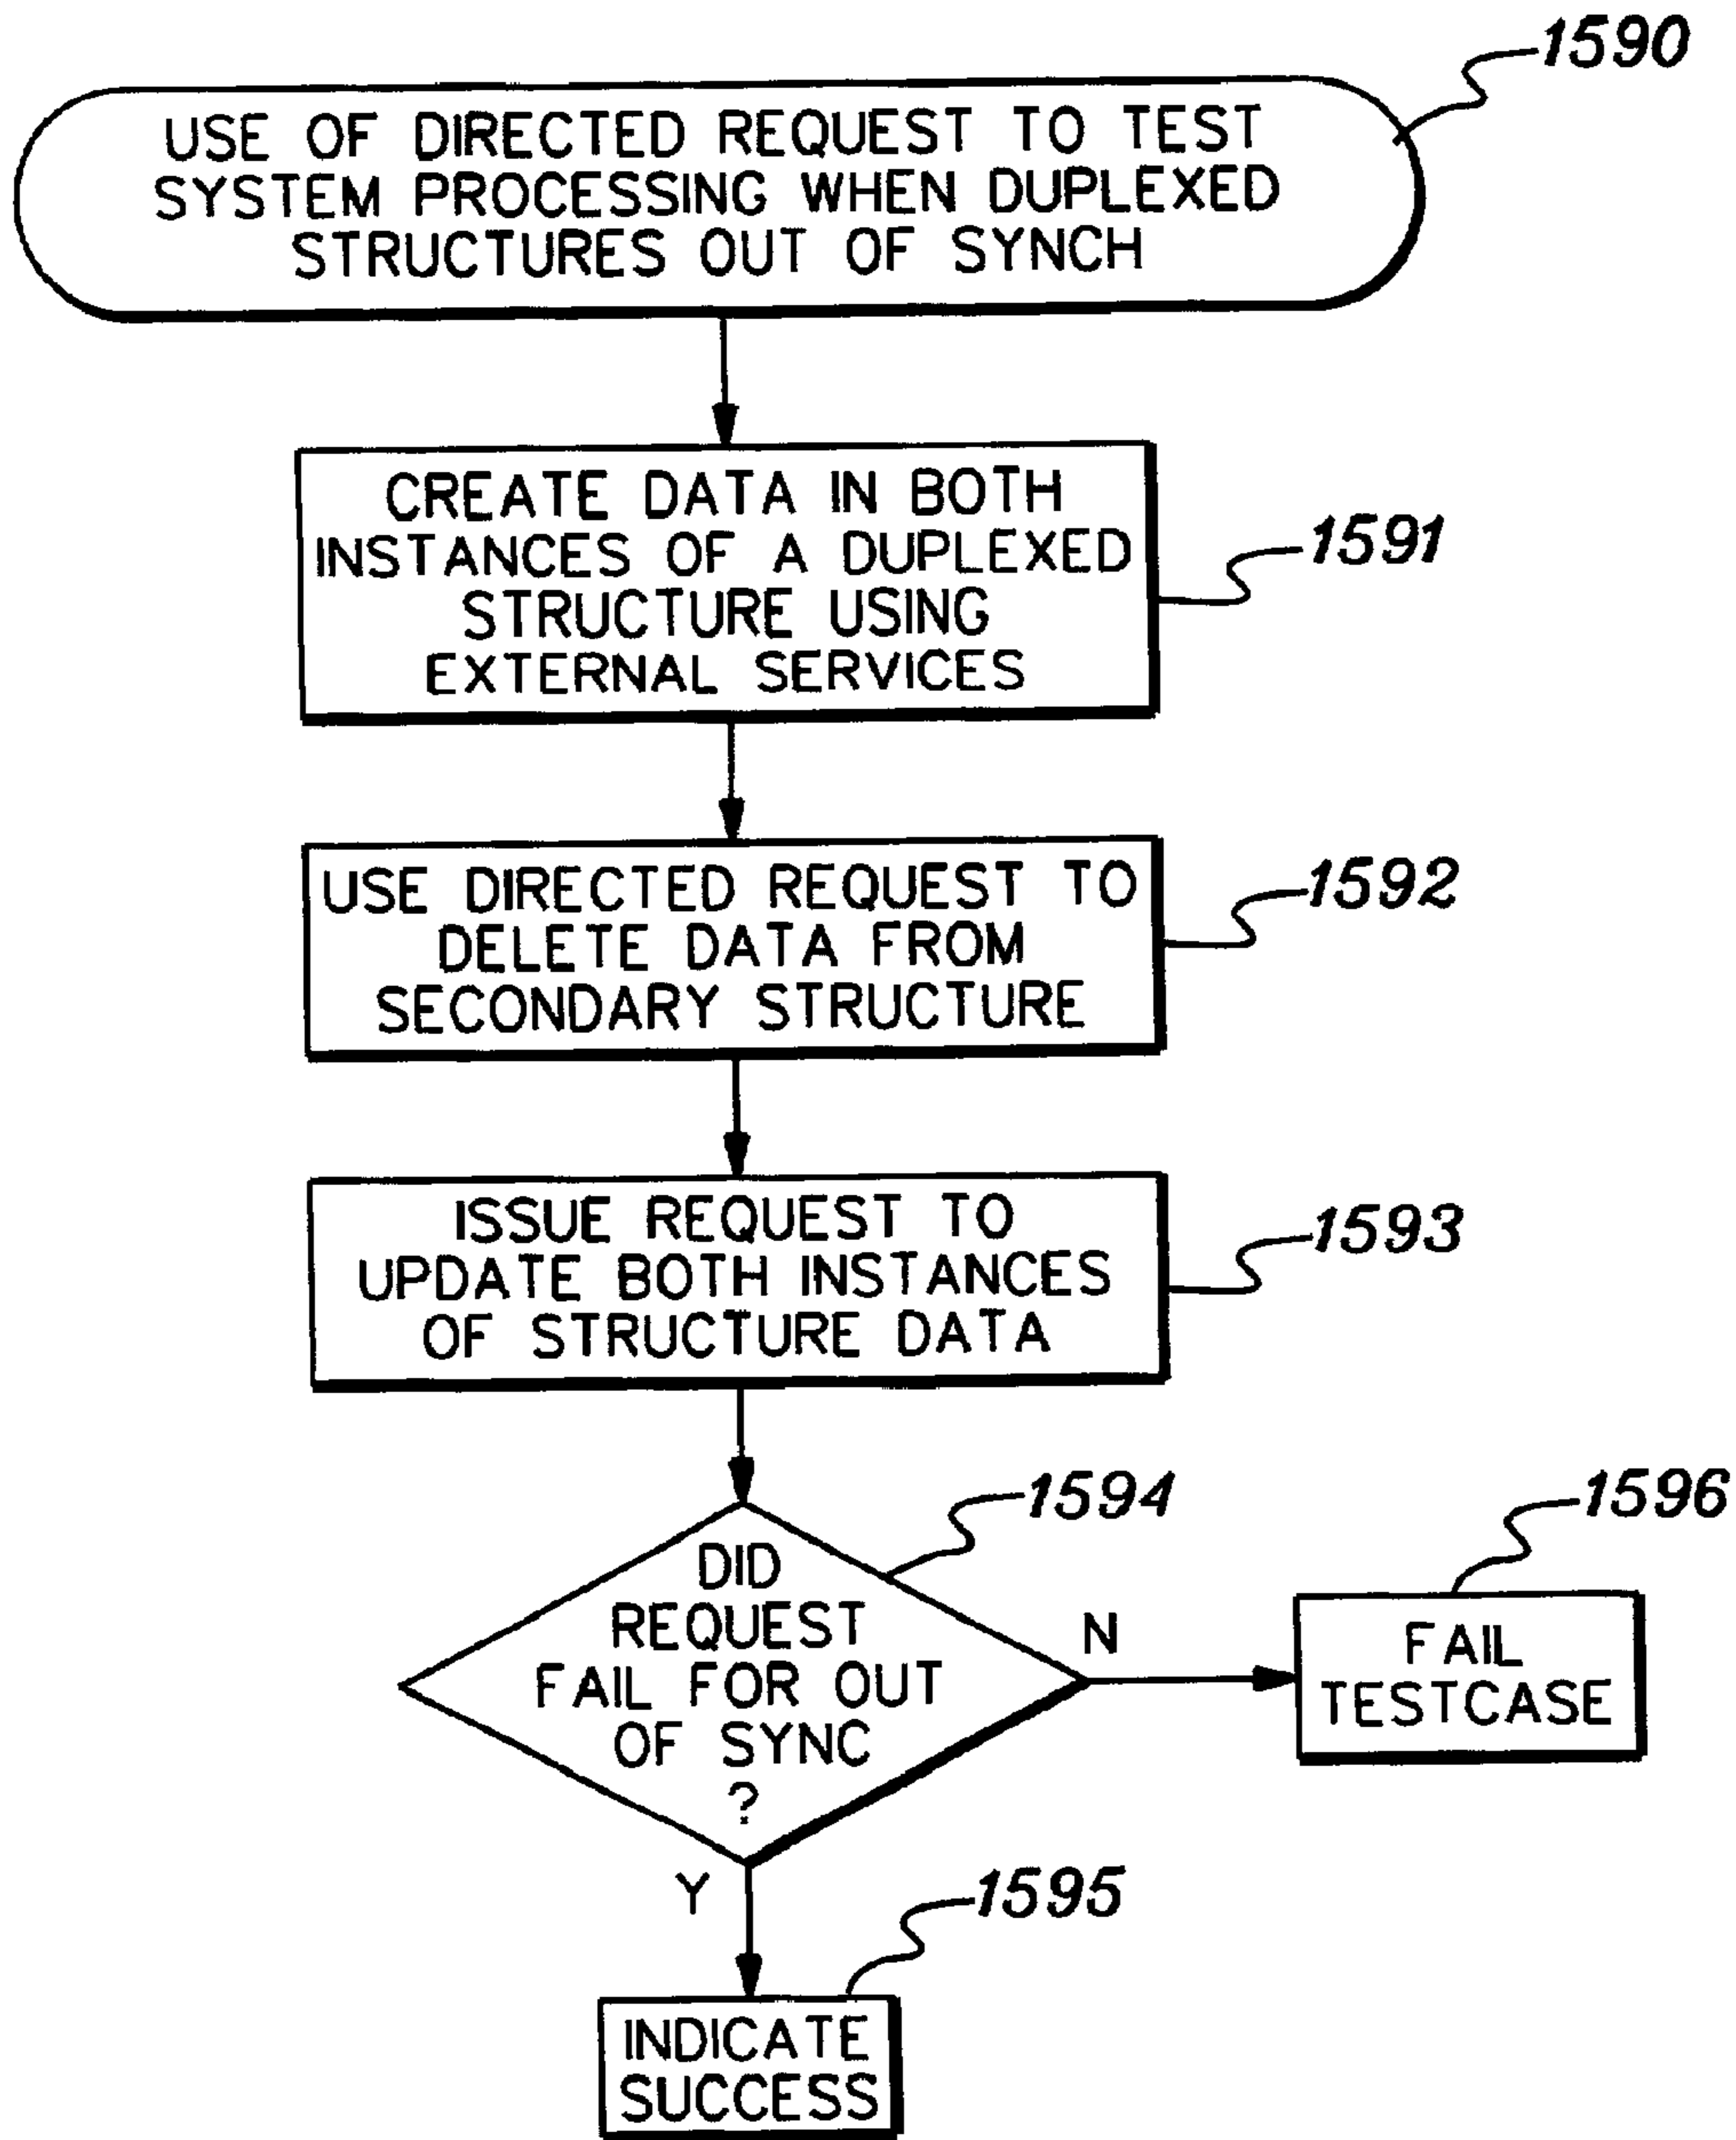 1590
USE OF DIRECTED REQUEST TO TEST
SYSTEM PROCESSING WHEN DUPLEXED
STRUCTURES OUT OF SYNCH
CREATE DATA IN BOTH
INSTANCES OF A DUPLEXED
STRUCTURE USING
EXTERNAL SERVICES
1591
USE DIRECTED REQUEST TO
DELETE DATA FROM
SECONDARY STRUCTURE
1592
ISSUE REQUEST TO
UPDATE BOTH INSTANCES
OF STRUCTURE DATA
1593
1594
DID
REQUEST
FAIL FOR OUT
OF SYNC
?
N
1596
FAIL
TESTCASE
Y
1595
INDICATE
SUCCESS